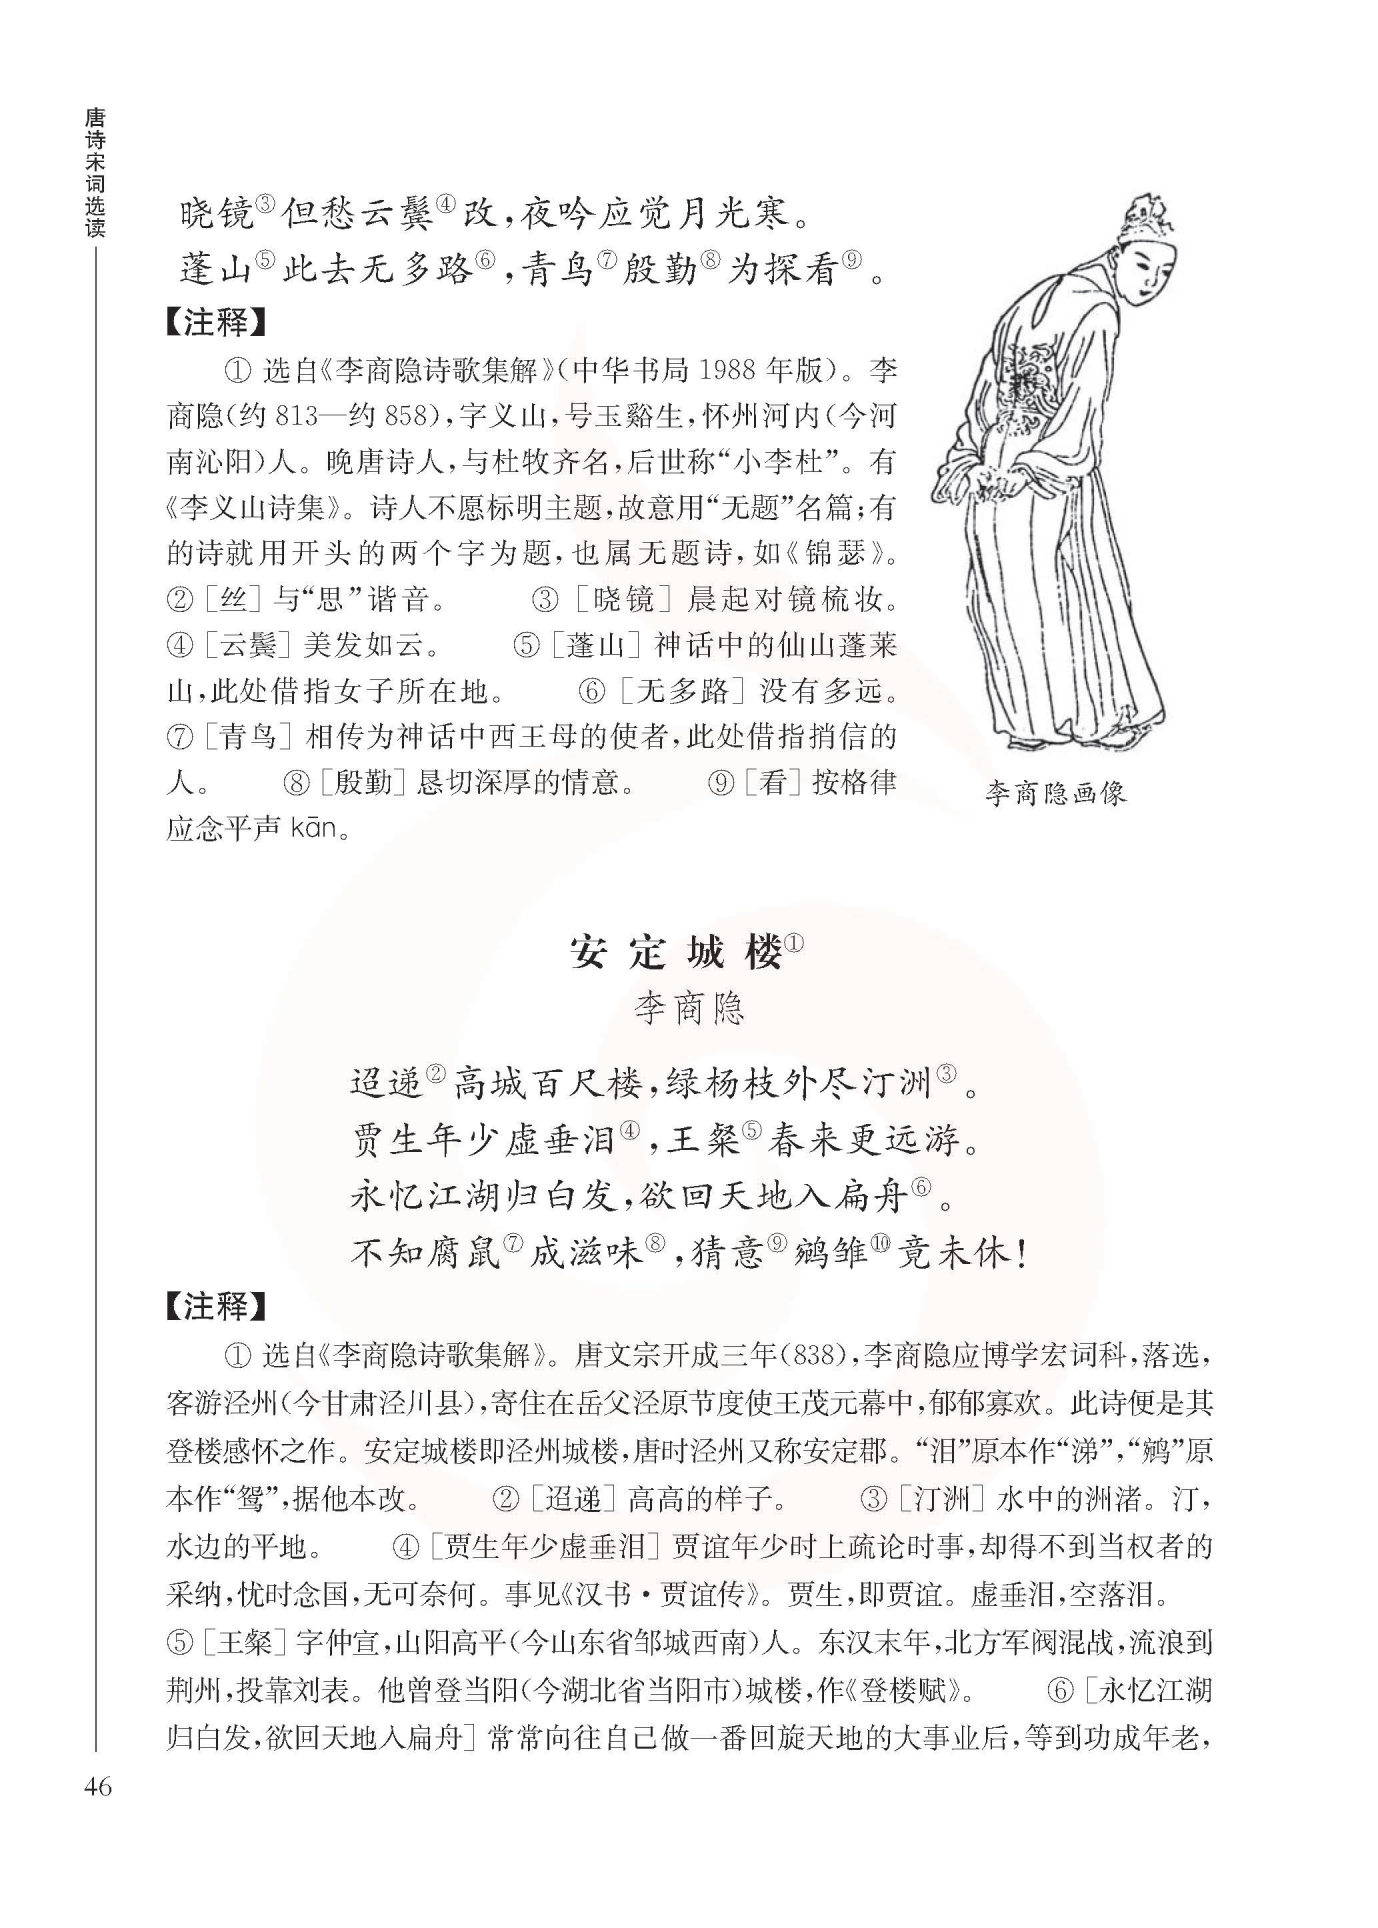 唐诗宋词选读
晓镜③但愁云鬓④改，夜吟应觉月光寒。
蓬山⑤此去无多路⑥，青鸟⑦殷勤⑧为探看⑨。
【注释】
① 选自《李商隐诗歌集解》（中华书局 1988 年版）。李
商隐（约 813—约 858），字义山，号玉谿生，怀州河内（今河
南沁阳）人。晚唐诗人，与杜牧齐名，后世称“小李杜”。有
《李义山诗集》。诗人不愿标明主题，故意用“无题”名篇；有
的诗就用开头的两个字为题，也属无题诗，如《锦瑟》。
②［丝］与“思”谐音。 ③［晓镜］晨起对镜梳妆。
④［云鬓］美发如云。 ⑤［蓬山］神话中的仙山蓬莱
山，此处借指女子所在地。 ⑥［无多路］没有多远。
⑦［青鸟］相传为神话中西王母的使者，此处借指捎信的
人。 ⑧［殷勤］恳切深厚的情意。 ⑨［看］按格律
应念平声 kān。
李商隐画像
安定城楼①
李商隐
迢递②高城百尺楼，绿杨枝外尽汀洲③。
贾生年少虚垂泪④，王粲⑤春来更远游。
永忆江湖归白发，欲回天地入扁舟⑥。
不知腐鼠⑦成滋味⑧，猜意⑨鹓雏⑩竟未休！
【注释】
① 选自《李商隐诗歌集解》。唐文宗开成三年（838），李商隐应博学宏词科，落选，
客游泾州（今甘肃泾川县），寄住在岳父泾原节度使王茂元幕中，郁郁寡欢。此诗便是其
登楼感怀之作。安定城楼即泾州城楼，唐时泾州又称安定郡。“泪”原本作“涕”，“鹓”原
本作“鸳”，据他本改。 ②［迢递］高高的样子。 ③［汀洲］水中的洲渚。汀，
水边的平地。 ④［贾生年少虚垂泪］贾谊年少时上疏论时事，却得不到当权者的
采纳，忧时念国，无可奈何。事见《汉书·贾谊传》。贾生，即贾谊。虚垂泪，空落泪。
⑤［王粲］字仲宣，山阳高平（今山东省邹城西南）人。东汉末年，北方军阀混战，流浪到
荆州，投靠刘表。他曾登当阳（今湖北省当阳市）城楼，作《登楼赋》。 ⑥［永忆江湖
归白发，欲回天地入扁舟］常常向往自己做一番回旋天地的大事业后，等到功成年老，
46